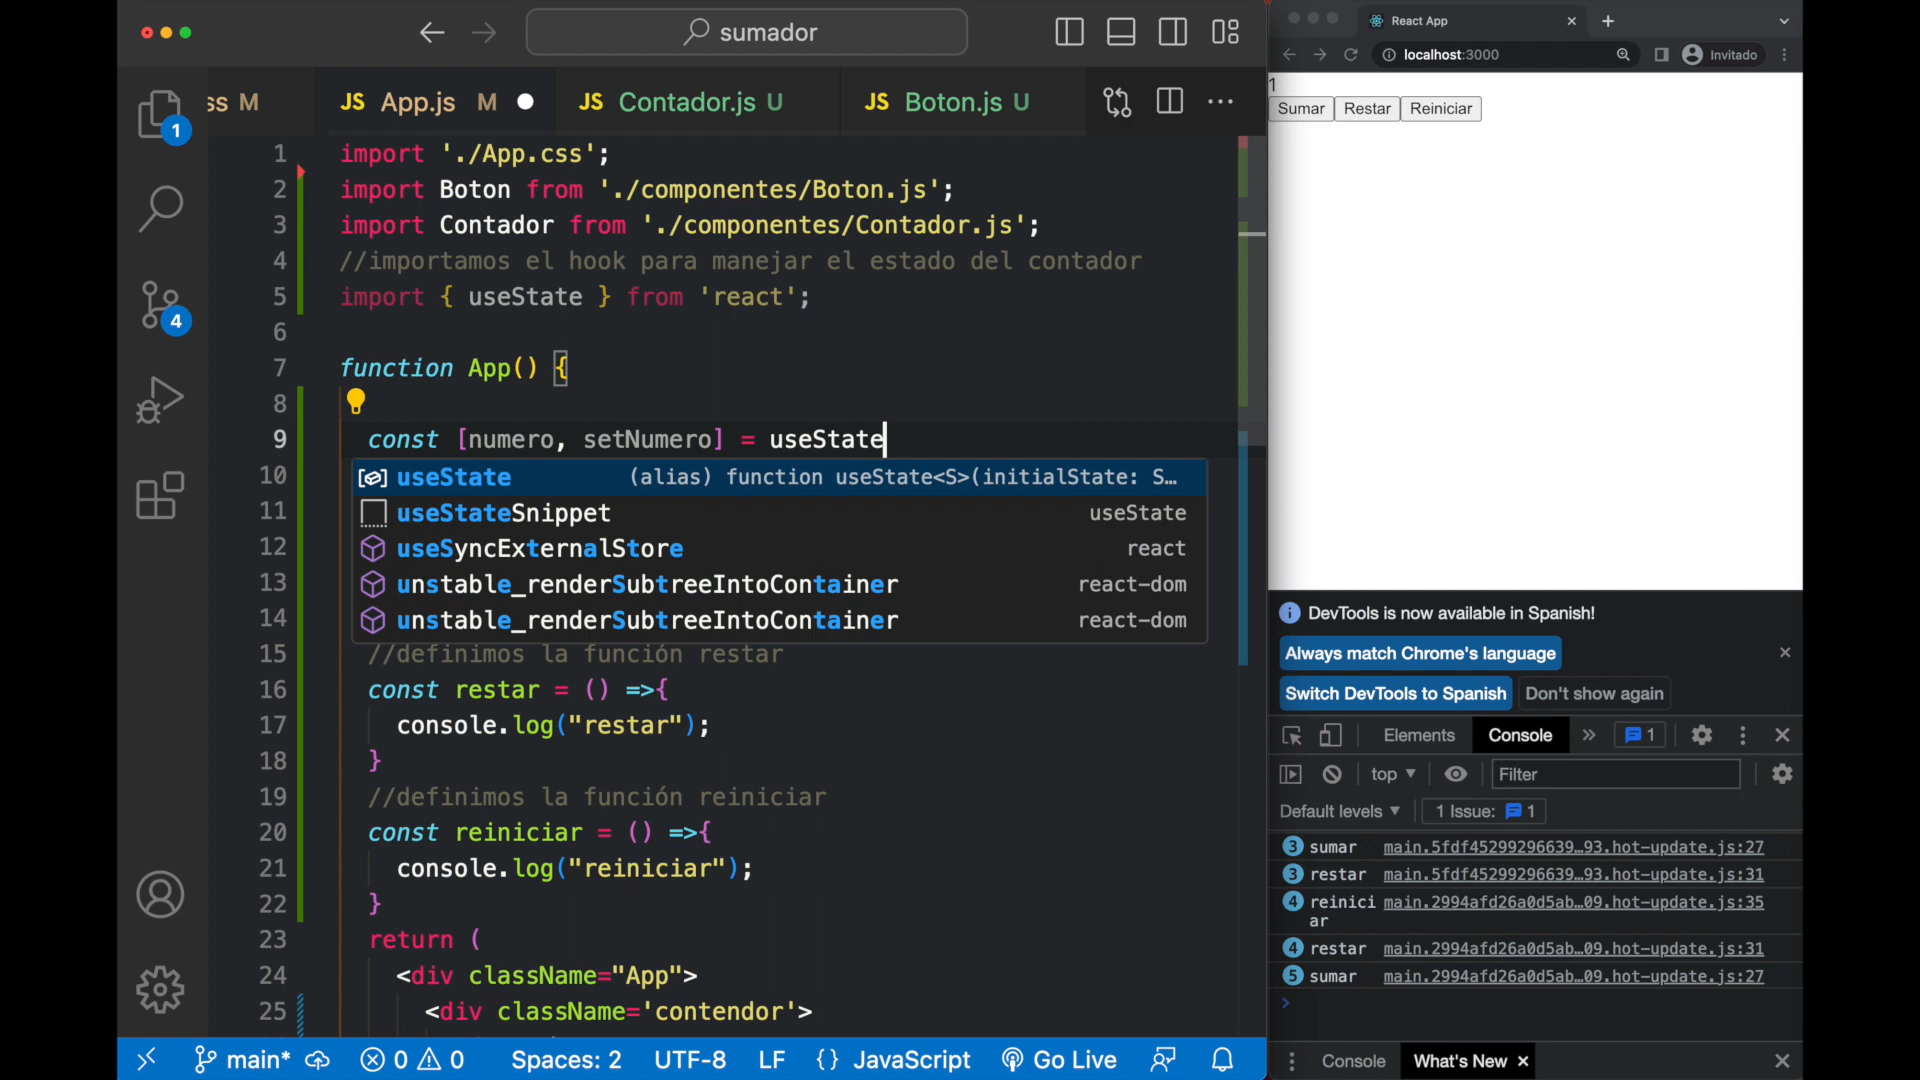 sumador
ss M
JS App.js M
JS Contador.js U
JS Boton.js U
1
4
1 import './App.css';
2 import Boton from './componentes/Boton.js';
3 import Contador from './componentes/Contador.js';
4 //importamos el hook para manejar el estado del contador
5 import { useState } from 'react';
6
7 function App() {
8
9 const [numero, setNumero] = useState
10
11
12
13
14
useState (alias) function useState<S>(initialState: S…
useStateSnippet useState
useSyncExternalStore react
unstable_renderSubtreeIntoContainer react-dom
unstable_renderSubtreeIntoContainer react-dom
15 //definimos la función restar
16 const restar = () =>{
17 console.log("restar");
18 }
19 //definimos la función reiniciar
20 const reiniciar = () =>{
21 console.log("reiniciar");
22 }
23 return (
24 <div className="App">
25 <div className='contendor'>
main* 0 0 Spaces: 2 UTF-8 LF {} JavaScript Go Live
React App
localhost:3000 Invitado
1
Sumar Restar Reiniciar
DevTools is now available in Spanish!
Always match Chrome's language
Switch DevTools to Spanish Don't show again
Elements Console » 1
top Filter
Default levels 1 Issue: 1
3 sumar main.5fdf45299296639…93.hot-update.js:27
3 restar main.5fdf45299296639…93.hot-update.js:31
4 reinici main.2994afd26a0d5ab…09.hot-update.js:35
ar
4 restar main.2994afd26a0d5ab…09.hot-update.js:31
5 sumar main.2994afd26a0d5ab…09.hot-update.js:27
>
Console What's New